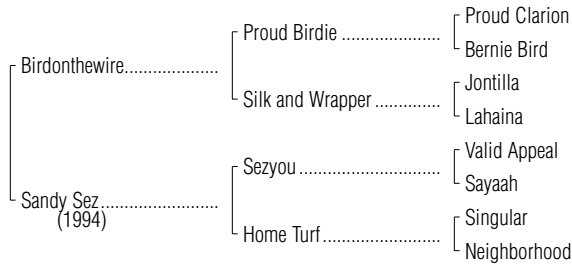 Proud Clarion
Proud Birdie ....................
Bernie Bird
Birdonthewire...................
Jontilla
Silk and Wrapper ..............
Lahaina
Valid Appeal
Sezyou ............................
Sayaah
Sandy Sez........................
(1994)
Singular
Home Turf........................
Neighborhood